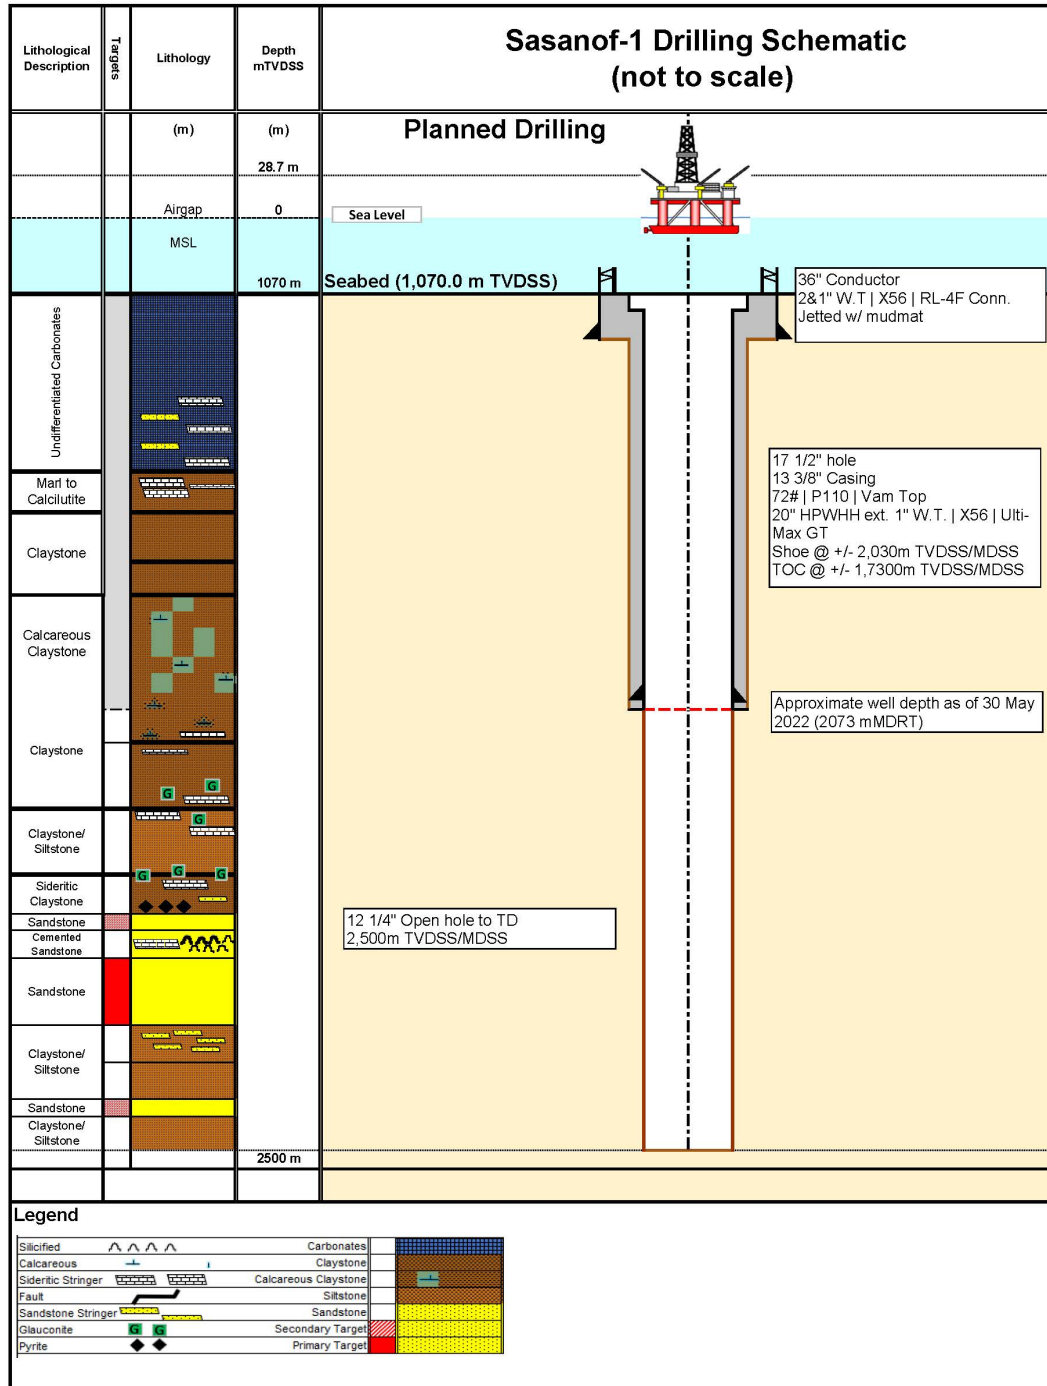 Lithological
Description
Targets
Lithology
Depth
mTVDSS
Sasanof-1 Drilling Schematic
(not to scale)
(m)
(m)
Planned Drilling
28.7 m
Airgap
0
Sea Level
MSL
1070 m
Seabed (1,070.0 m TVDSS)
36" Conductor
2&1" W.T | X56 | RL-4F Conn.
Jetted w/ mudmat
Undifferentiated Carbonates
17 1/2" hole
13 3/8" Casing
72# | P110 | Vam Top
20" HPWHH ext. 1" W.T. | X56 | Ulti-
Max GT
Shoe @ +/- 2,030m TVDSS/MDSS
TOC @ +/- 1,7300m TVDSS/MDSS
Marl to
Calcilutite
Claystone
Calcareous
Claystone
Approximate well depth as of 30 May
2022 (2073 mMDRT)
Claystone
G
G
Claystone/
Siltstone
G
G
G
G
Sideritic
Claystone
Sandstone
12 1/4" Open hole to TD
2,500m TVDSS/MDSS
Cemented
Sandstone
Sandstone
Claystone/
Siltstone
Sandstone
Claystone/
Siltstone
2500 m
Legend
Silicified
Carbonates
Calcareous
Claystone
Sideritic Stringer
Calcareous Claystone
Fault
Siltstone
Sandstone Stringer
Sandstone
Glauconite
G G
Secondary Target
Pyrite
Primary Target